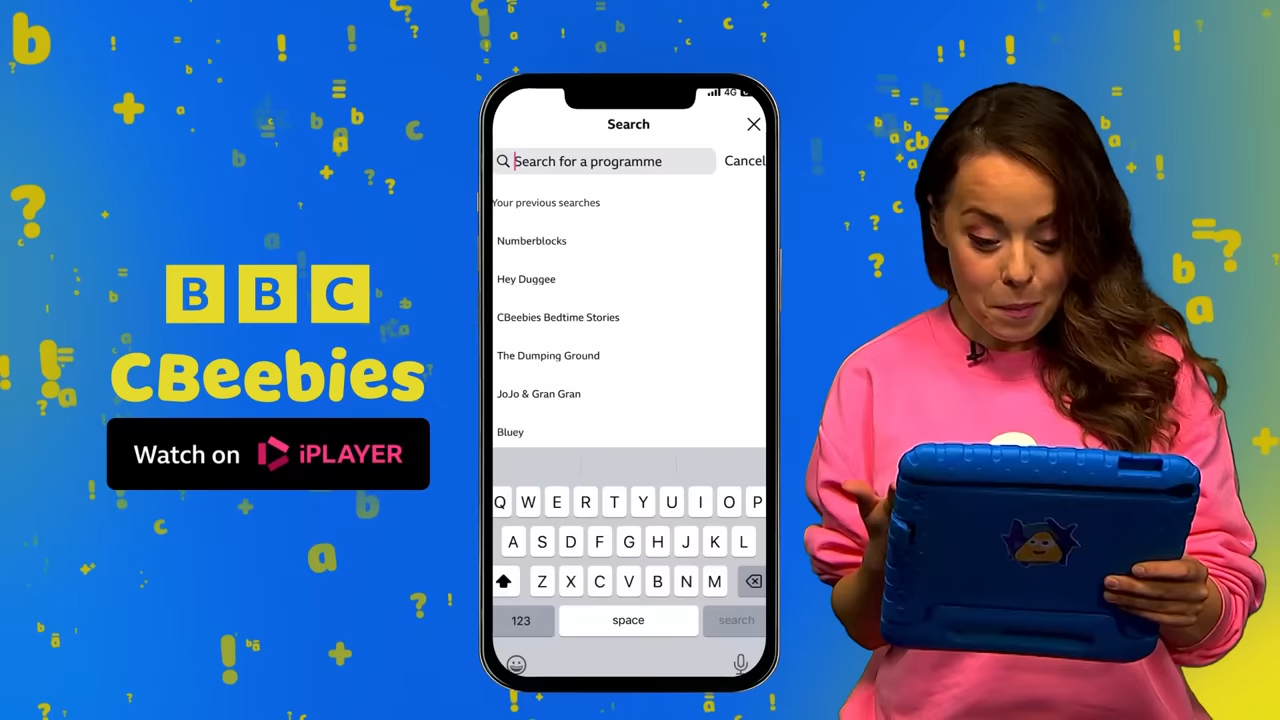 BBC
CBeebies
Watch on iPLAYER
4G
Search
Search for a programme
Cancel
Your previous searches
Numberblocks
Hey Duggee
CBeebies Bedtime Stories
The Dumping Ground
JoJo & Gran Gran
Bluey
Q W E R T Y U I O P
A S D F G H J K L
Z X C V B N M
123 space search